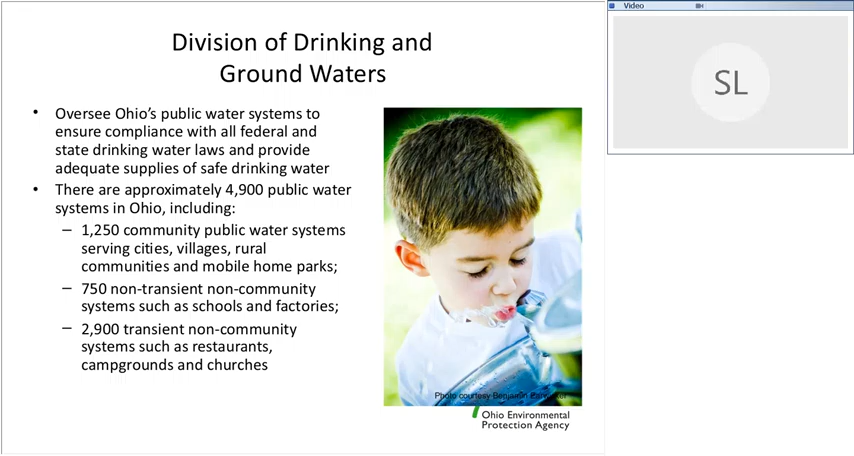 Division of Drinking and
Ground Waters
• Oversee Ohio's public water systems to
ensure compliance with all federal and
state drinking water laws and provide
adequate supplies of safe drinking water
• There are approximately 4,900 public water
systems in Ohio, including:
– 1,250 community public water systems
serving cities, villages, rural
communities and mobile home parks;
– 750 non-transient non-community
systems such as schools and factories;
– 2,900 transient non-community
systems such as restaurants,
campgrounds and churches
Photo courtesy Benjamin
Ohio Environmental
Protection Agency
Video
SL